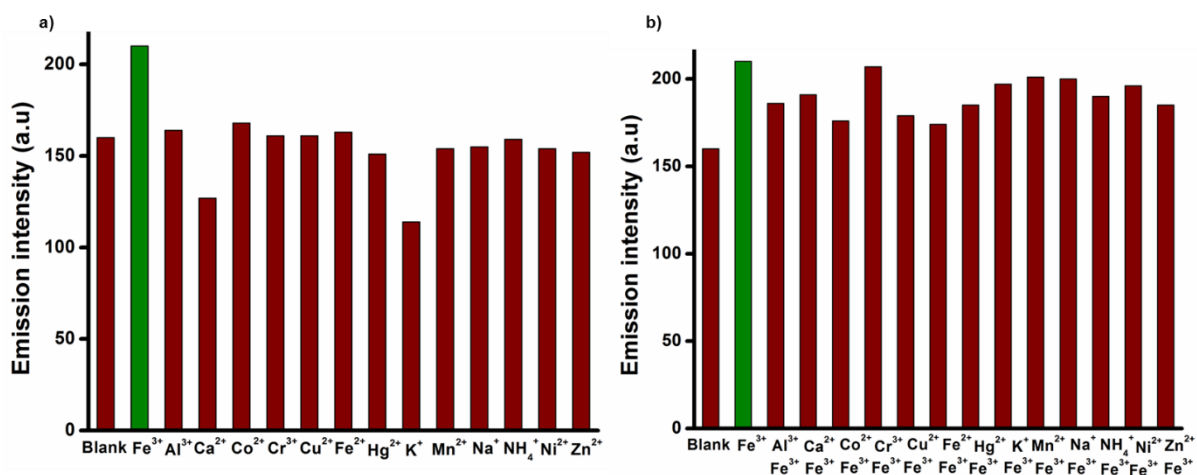 a)
Emission intensity (a.u)
200
150
100
50
0
Blank Fe³⁺ Al³⁺ Ca²⁺ Co²⁺ Cr³⁺ Cu²⁺ Fe²⁺ Hg²⁺ K⁺ Mn²⁺ Na⁺ NH₄⁺ Ni²⁺ Zn²⁺
b)
Emission intensity (a.u)
200
150
100
50
0
Blank Fe³⁺ Al³⁺ Ca²⁺ Co²⁺ Cr³⁺ Cu²⁺ Fe²⁺ Hg²⁺ K⁺ Mn²⁺ Na⁺ NH₄⁺ Ni²⁺ Zn²⁺
Fe³⁺ Fe³⁺ Fe³⁺ Fe³⁺ Fe³⁺ Fe³⁺ Fe³⁺ Fe³⁺ Fe³⁺ Fe³⁺ Fe³⁺ Fe³⁺ Fe³⁺